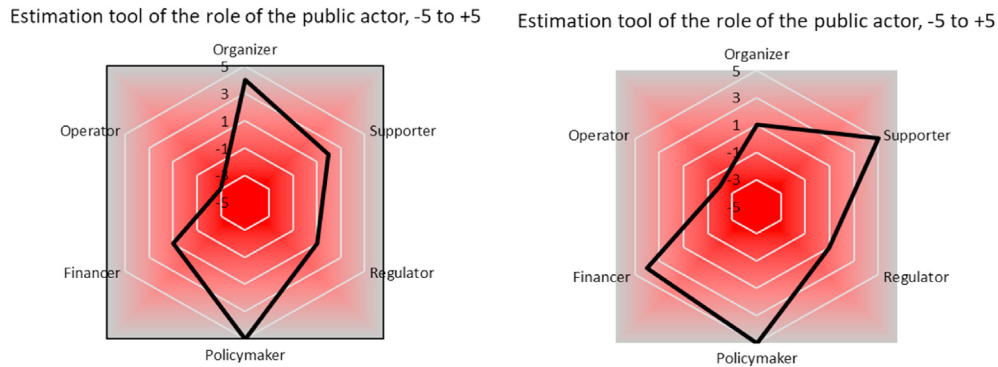 Estimation tool of the role of the public actor, -5 to +5
Organizer
5
3
1
-1
-5
Operator
Supporter
Financer
Regulator
Policymaker
Estimation tool of the role of the public actor, -5 to +5
Organizer
5
3
1
-1
-3
-5
Operator
Supporter
Financer
Regulator
Policymaker